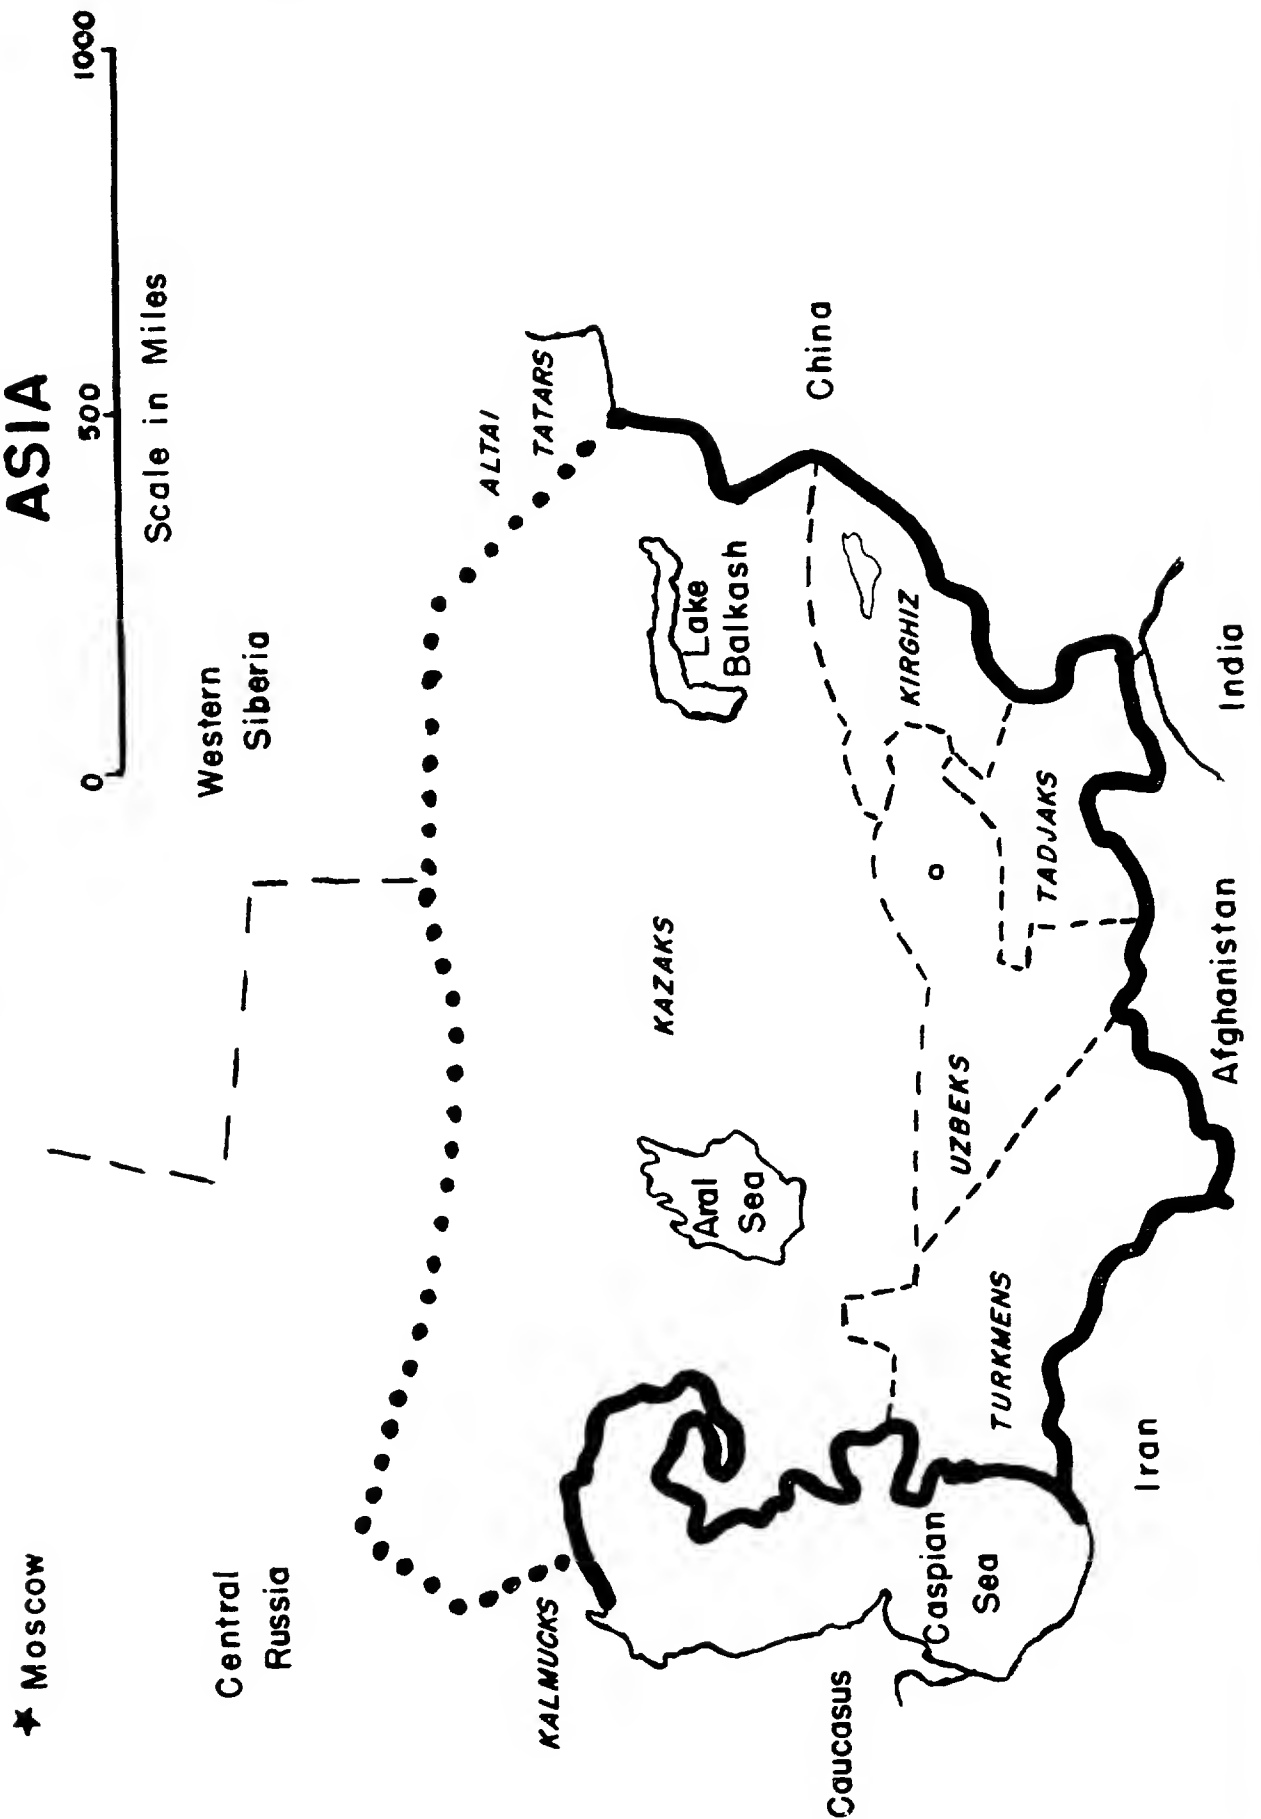 ASIA
0 500 1000
Scale in Miles
Moscow
Central
Russia
Western
Siberia
KALMUCKS
ALTAI
TATARS
KAZAKS
Aral
Sea
Lake
Balkash
China
Caucasus
Caspian
Sea
TURKMENS
UZBEKS
KIRGHIZ
TADJAKS
Iran
Afghanistan
India